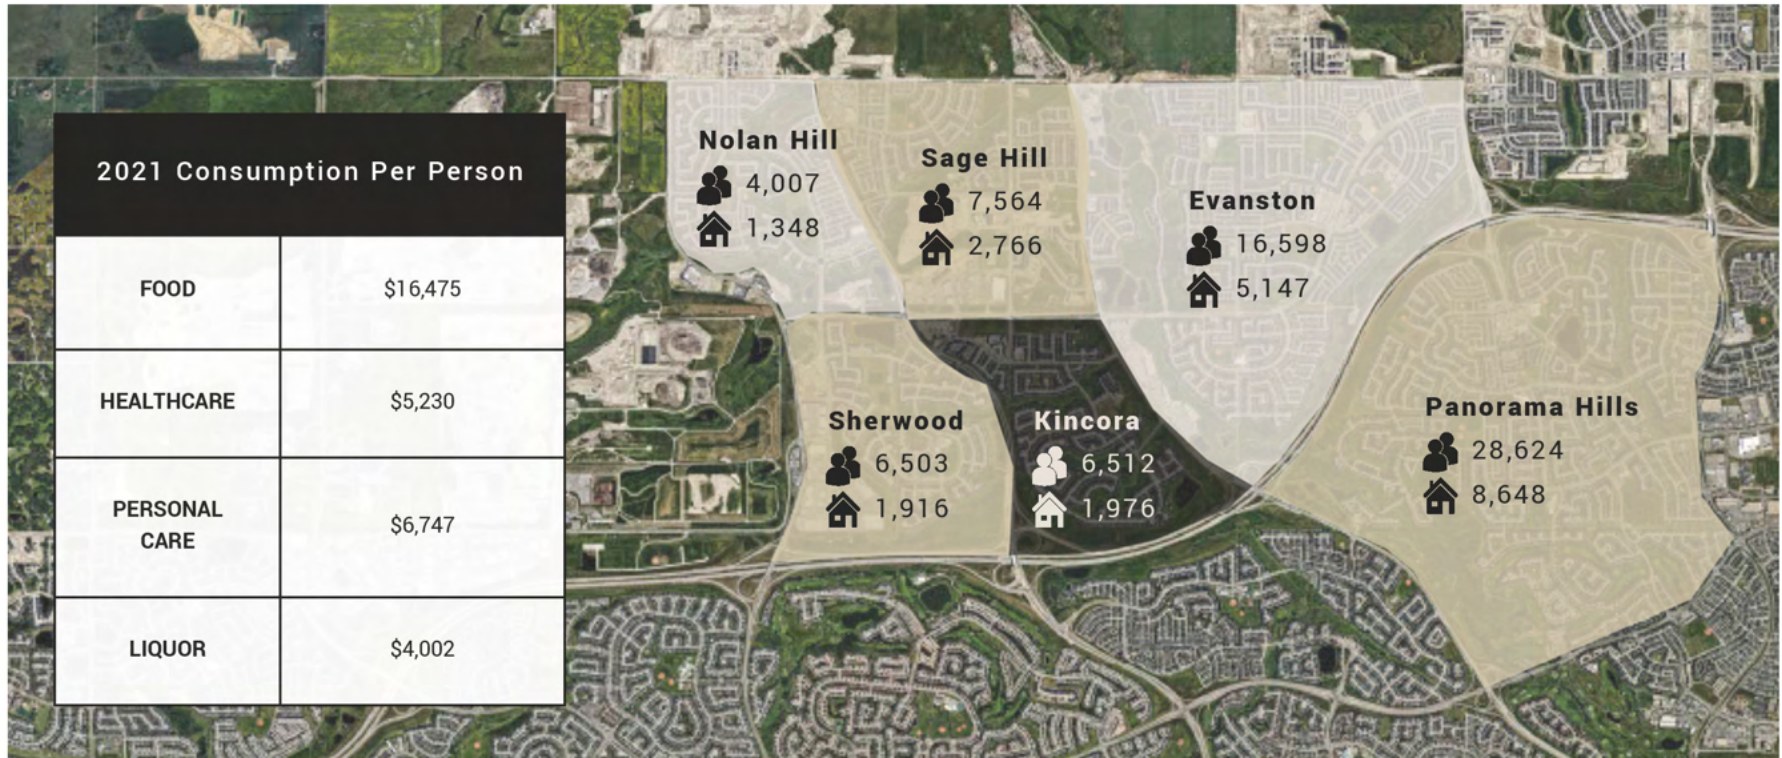 2021 Consumption Per Person
FOOD
$16,475
HEALTHCARE
$5,230
PERSONAL
CARE
$6,747
LIQUOR
$4,002
Nolan Hill
4,007
1,348
Sage Hill
7,564
2,766
Evanston
16,598
5,147
Sherwood
6,503
1,916
Kincora
6,512
1,976
Panorama Hills
28,624
8,648